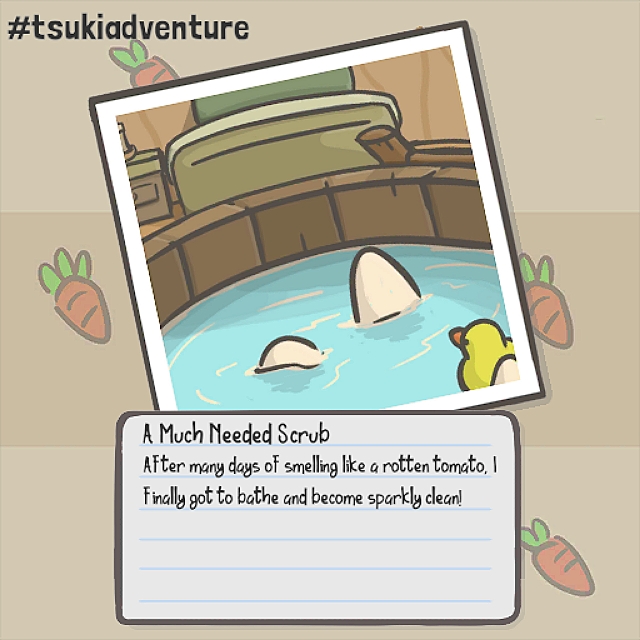 #tsukiadventure
A Much Needed Scrub
After many days of smelling like a rotten tomato, I
finally got to bathe and become sparkly clean!